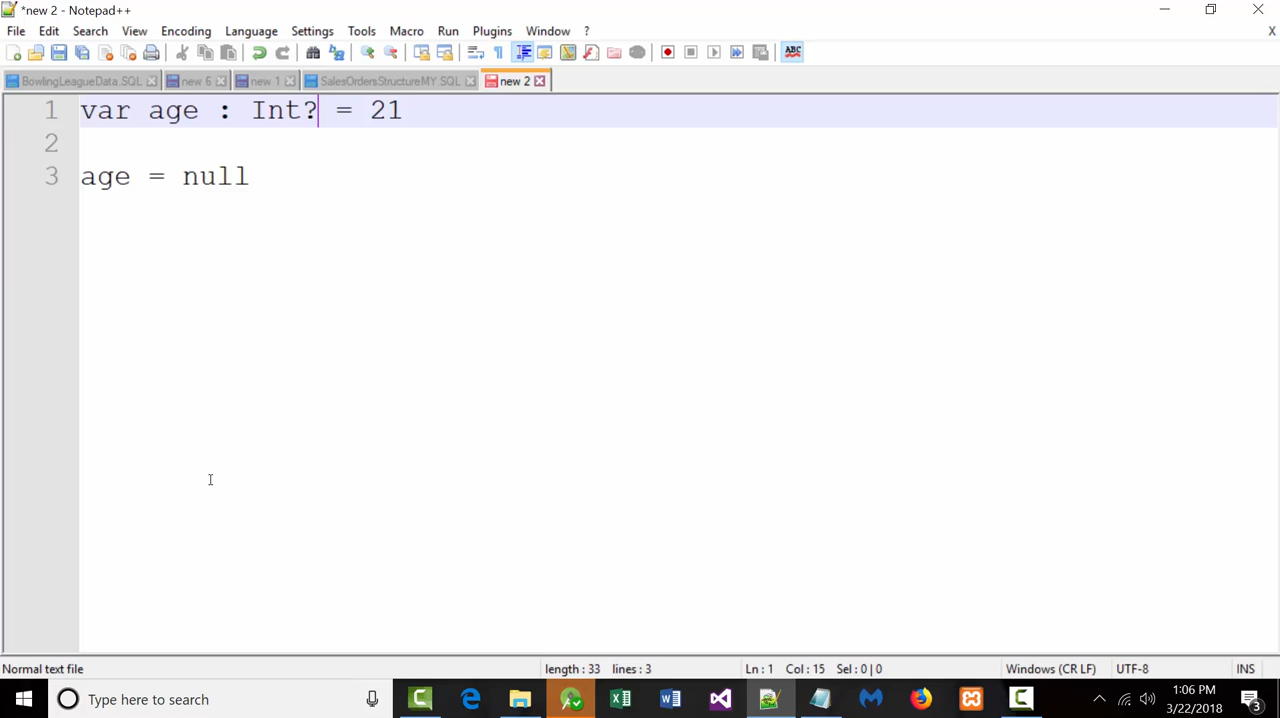 *new 2 - Notepad++
File Edit Search View Encoding Language Settings Tools Macro Run Plugins Window ? X
ABC
BowlingLeagueData.SQL new 6 new 1 SalesOrdersStructureMY.SQL new 2
1 var age : Int? = 21
2
3 age = null
Normal text file length : 33 lines : 3 Ln : 1 Col : 15 Sel : 0 | 0 Windows (CR LF) UTF-8 INS
Type here to search
1:06 PM
3/22/2018
3